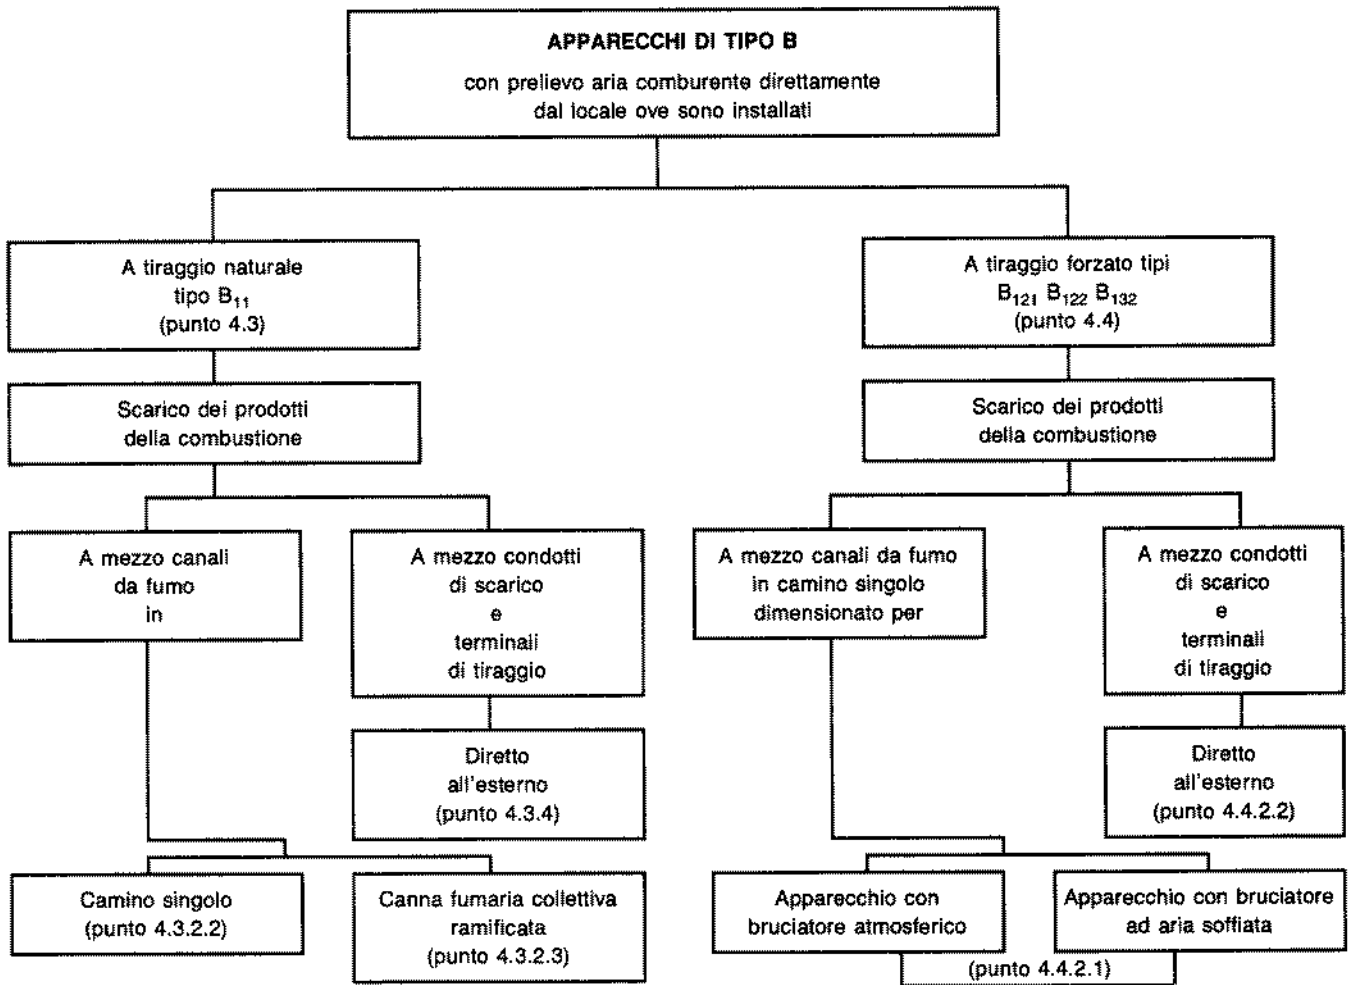 APPARECCHI DI TIPO B
con prelievo aria comburente direttamente
dal locale ove sono installati
A tiraggio naturale
tipo B₁₁
(punto 4.3)
A tiraggio forzato tipi
B₁₂₁ B₁₂₂ B₁₃₂
(punto 4.4)
Scarico dei prodotti
della combustione
Scarico dei prodotti
della combustione
A mezzo canali
da fumo
in
A mezzo condotti
di scarico
e
terminali
di tiraggio
A mezzo canali da fumo
in camino singolo
dimensionato per
A mezzo condotti
di scarico
e
terminali
di tiraggio
Diretto
all'esterno
(punto 4.3.4)
Diretto
all'esterno
(punto 4.4.2.2)
Camino singolo
(punto 4.3.2.2)
Canna fumaria collettiva
ramificata
(punto 4.3.2.3)
Apparecchio con
bruciatore atmosferico
Apparecchio con bruciatore
ad aria soffiata
(punto 4.4.2.1)